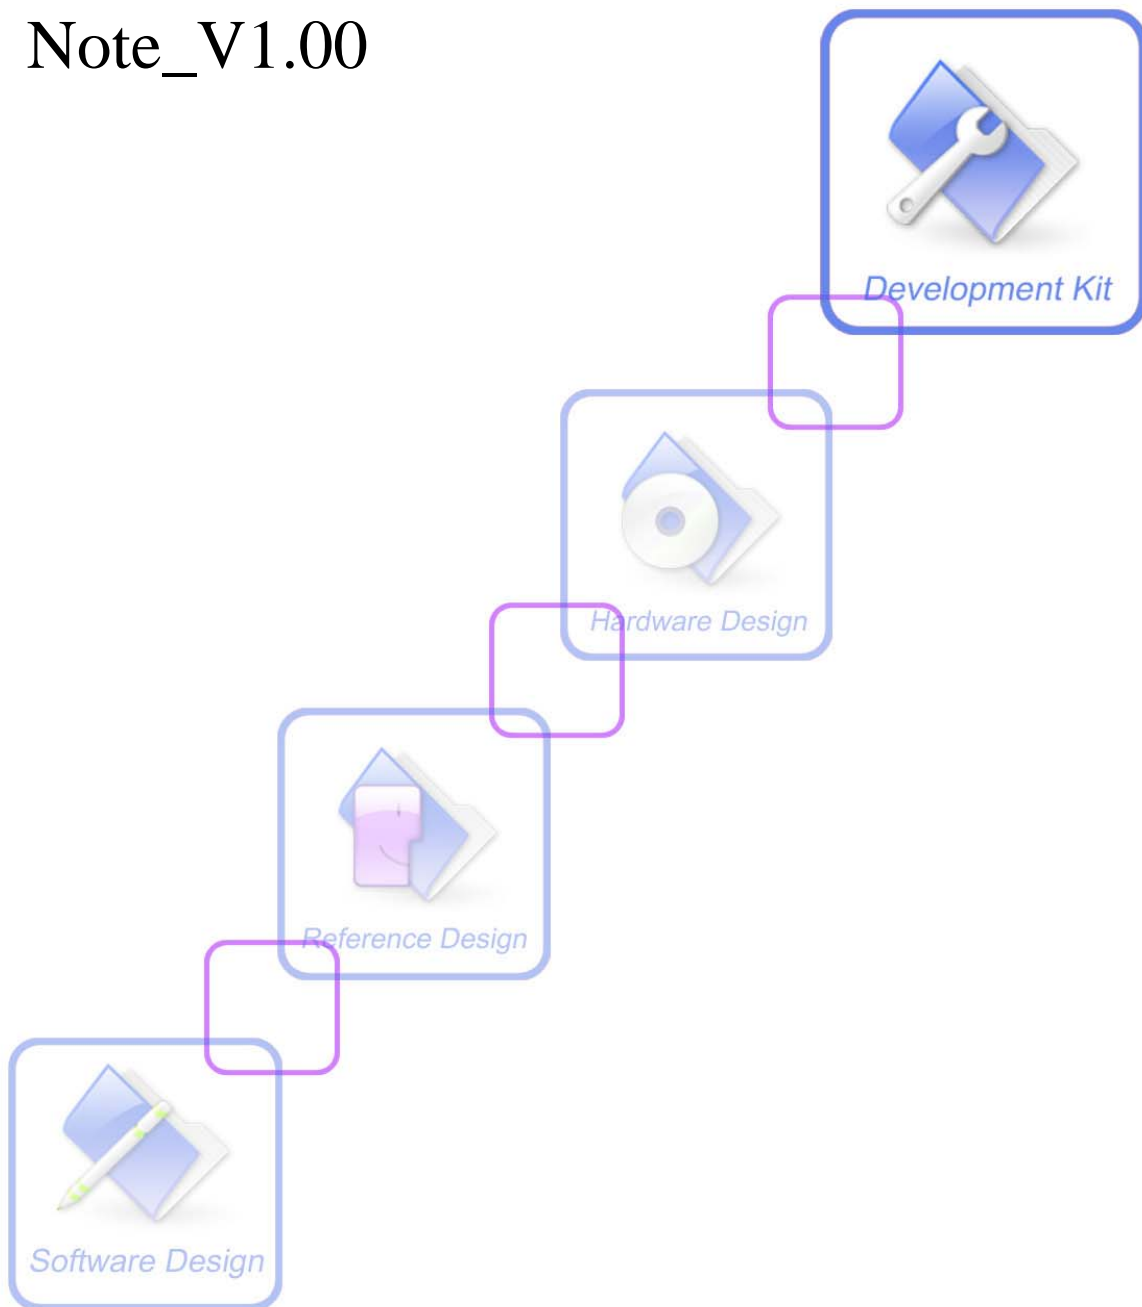 Note_V1.00
Development Kit
Hardware Design
Reference Design
Software Design